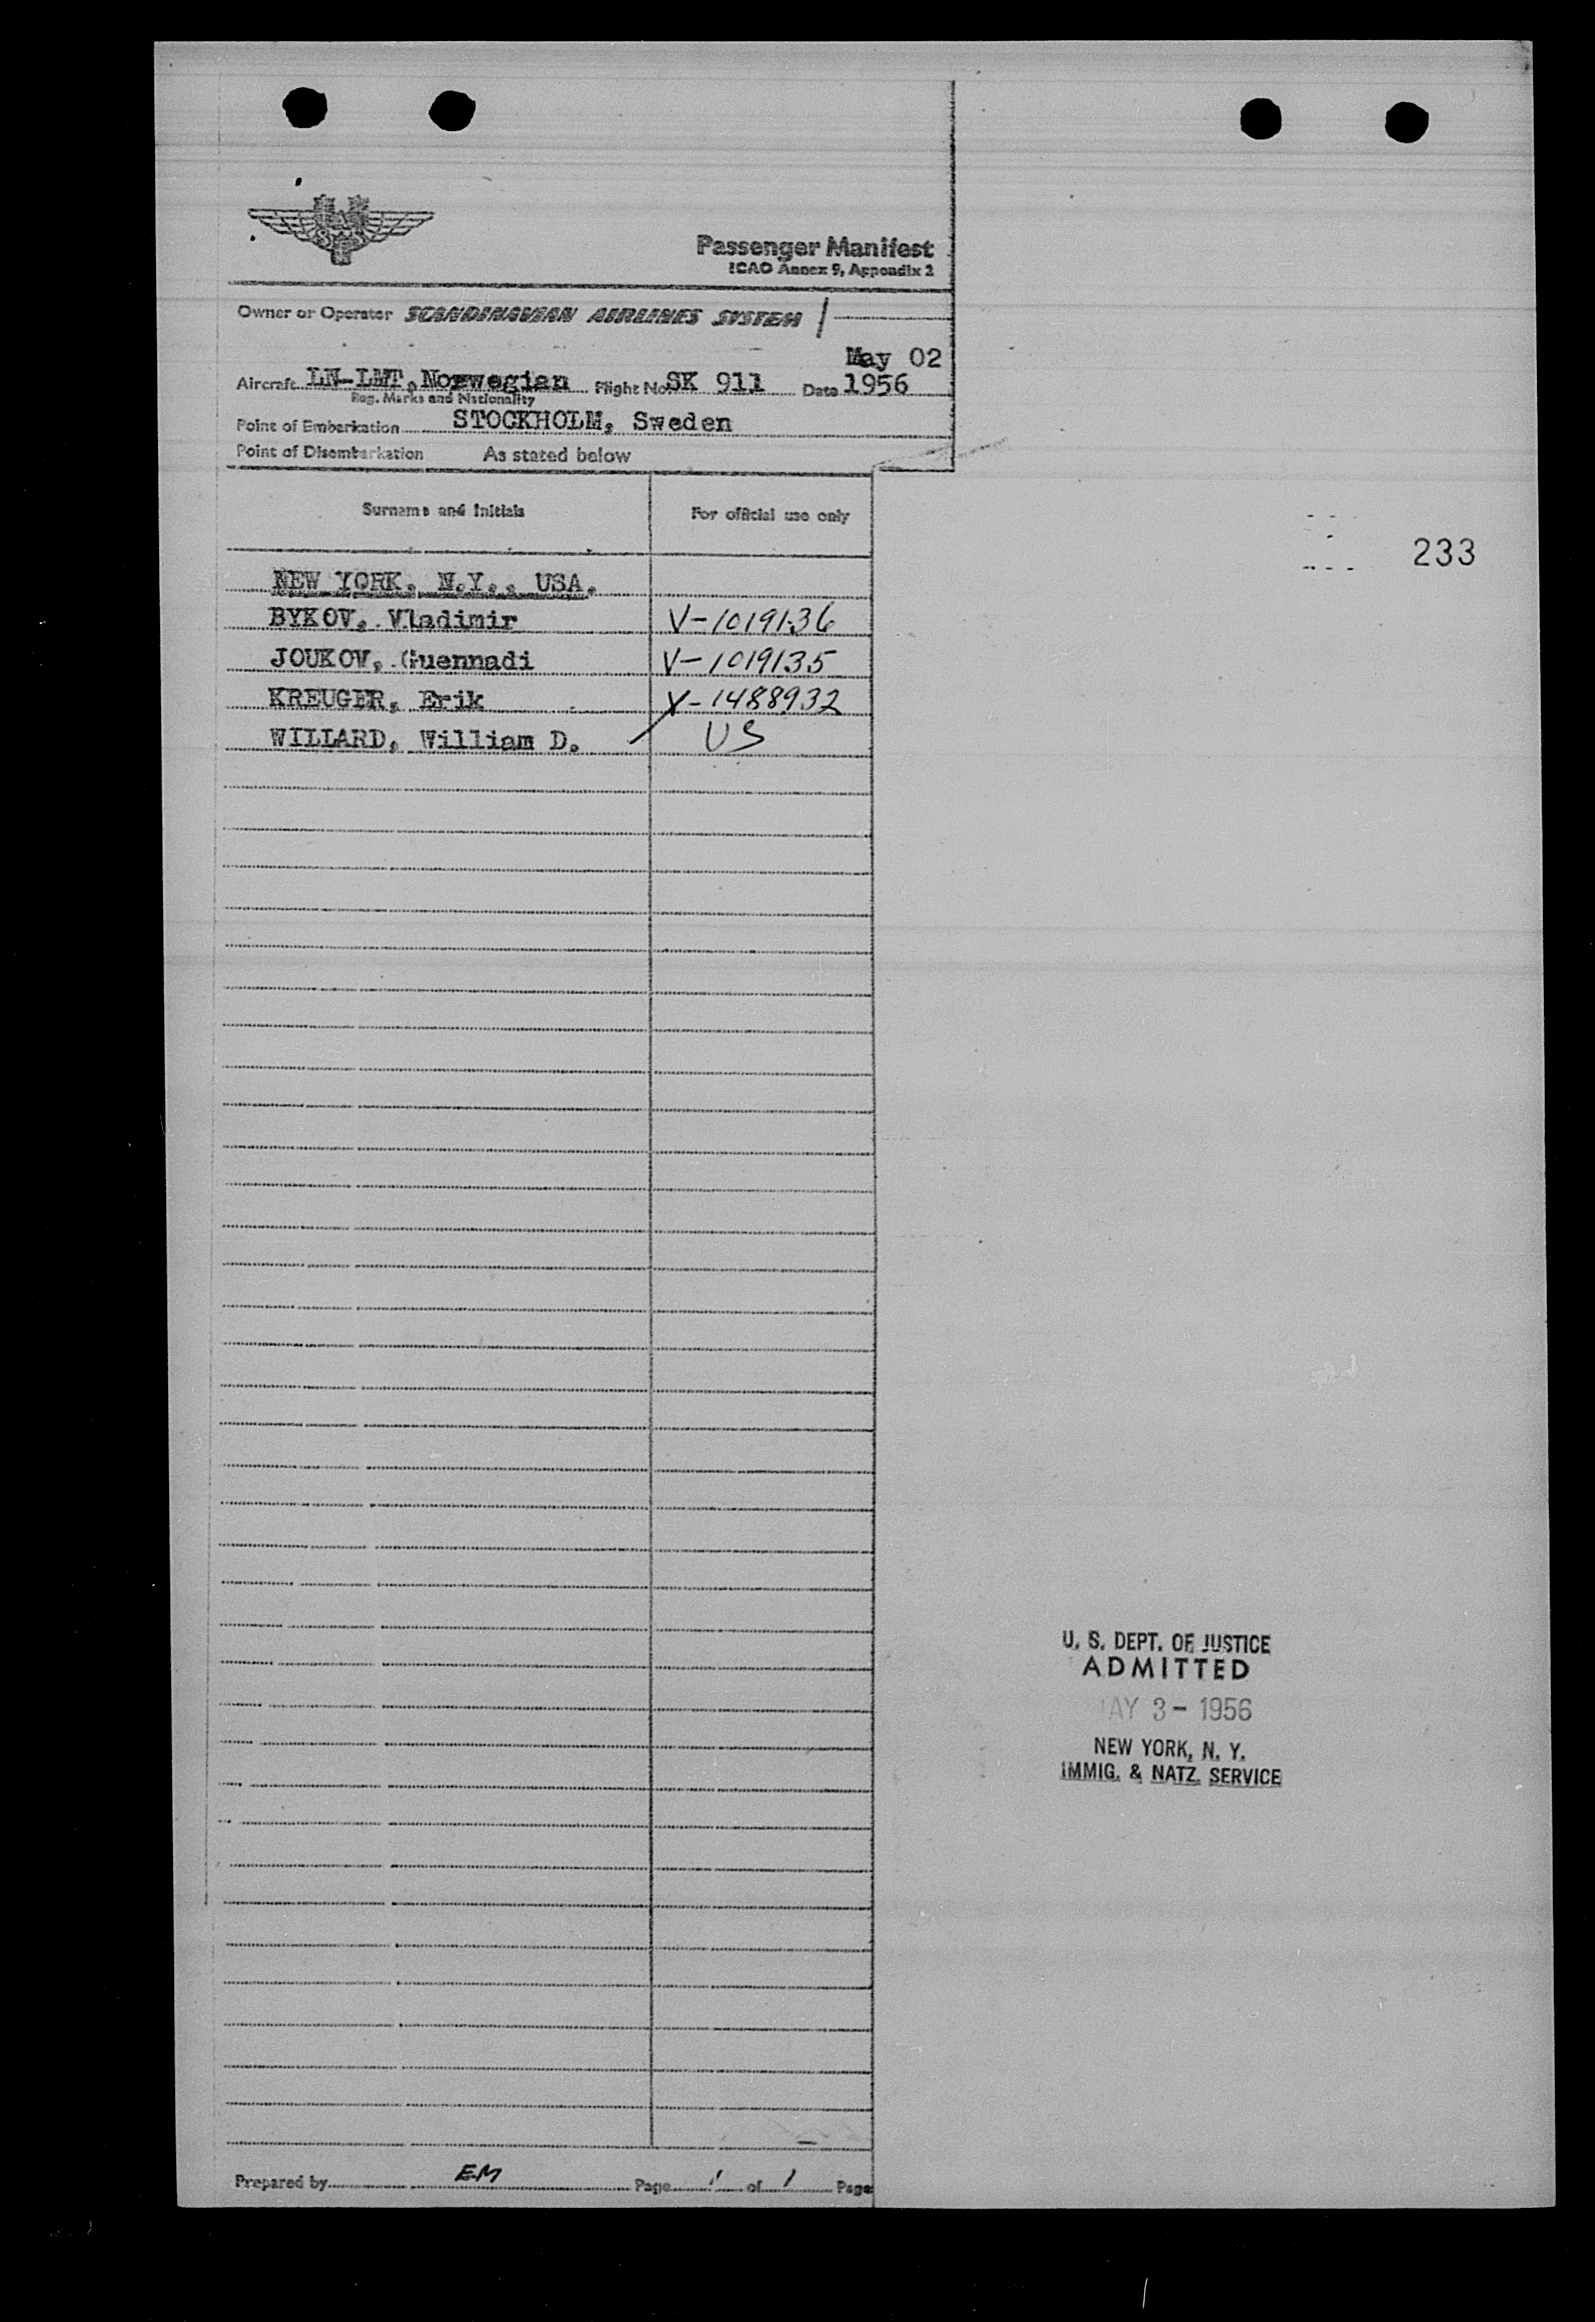 SAS
Passenger Manifest
ICAO Annex 9, Appendix 2
Owner or Operator SCANDINAVIAN AIRLINES SYSTEM
May 02
Aircraft LN-LMT, Norwegian Flight No. SK 911 Date 1956
Reg. Marks and Nationality
Point of Embarkation STOCKHOLM, Sweden
Point of Disembarkation As stated below
Surname and Initials For official use only
233
NEW YORK, N.Y., USA.
BYKOV, Vladimir V-1019136
JOUKOV, Guennadi V-1019135
KREUGER, Erik V-1488932
WILLARD, William D. US
U. S. DEPT. OF JUSTICE
ADMITTED
MAY 3- 1956
NEW YORK, N. Y.
IMMIG. & NATZ. SERVICE
Prepared by EM Page 1 of 1 Page